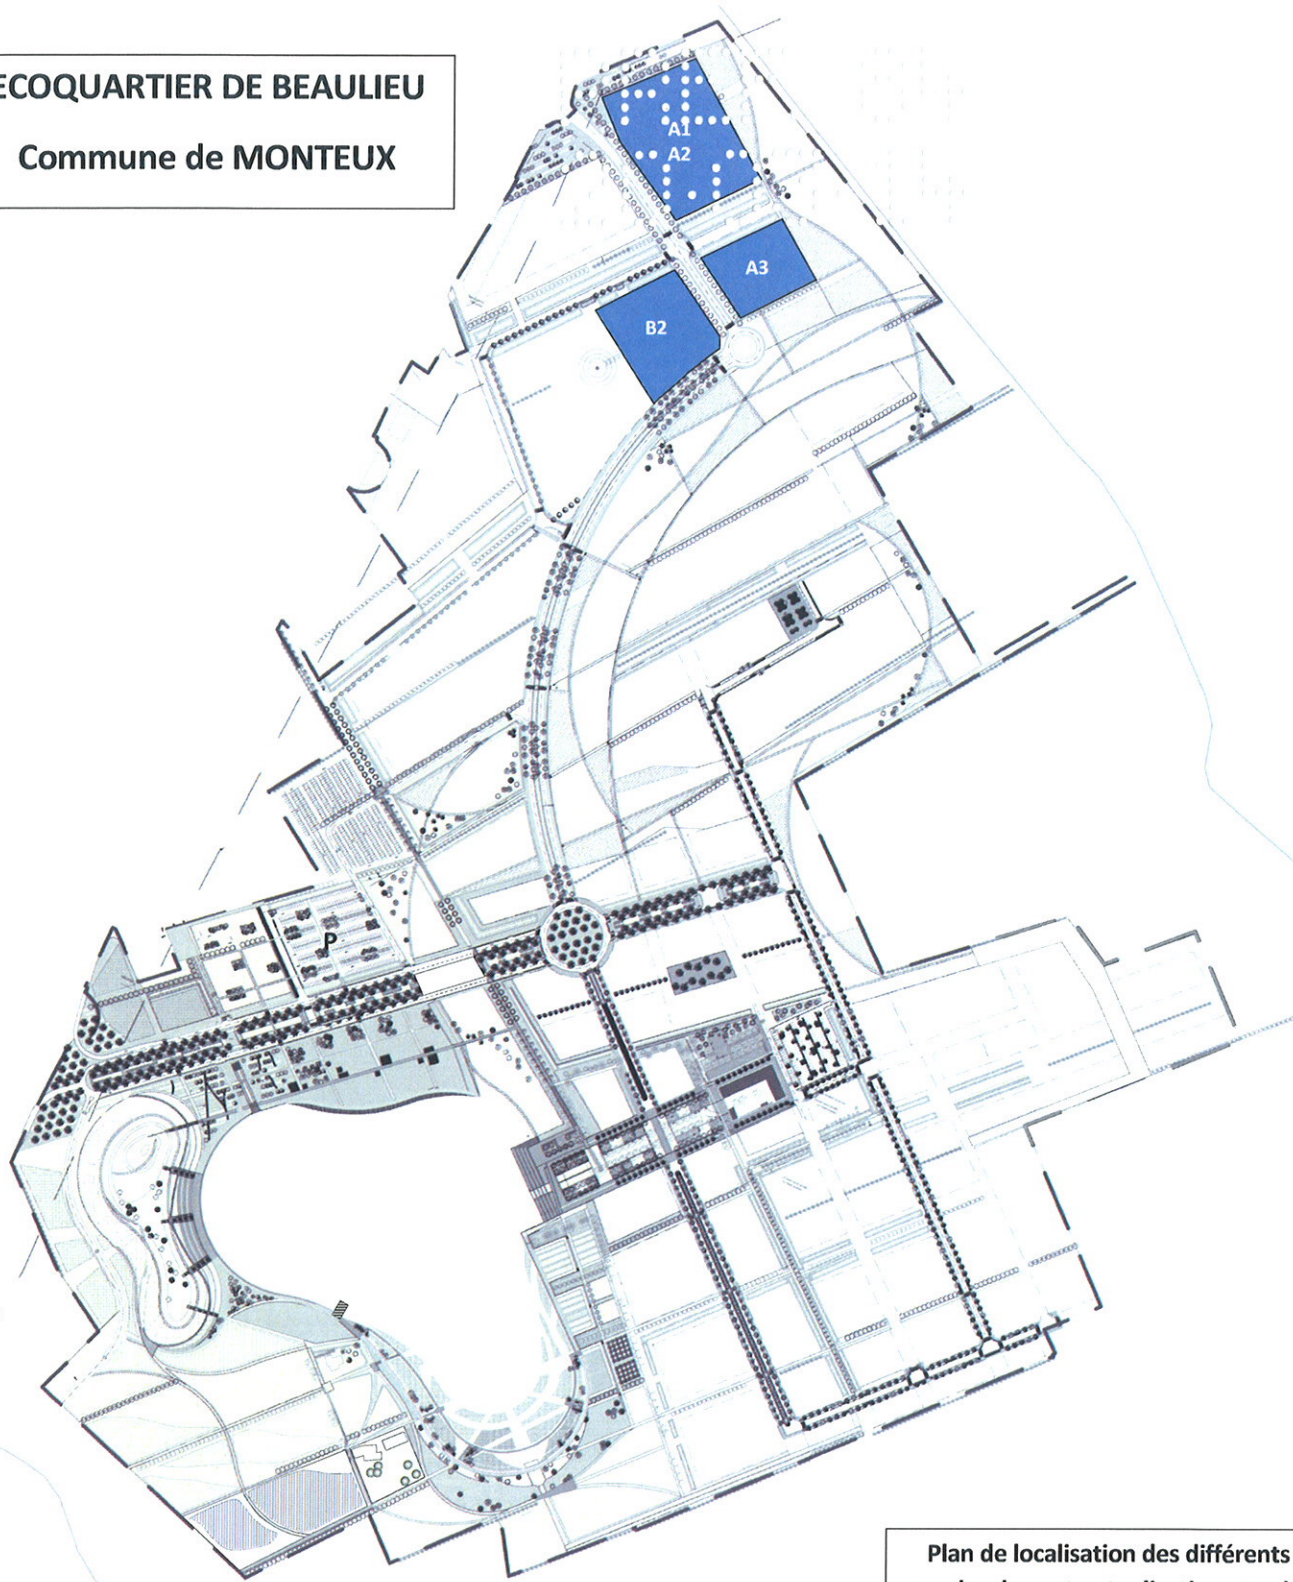 ECOQUARTIER DE BEAULIEU
Commune de MONTEUX
A1
A2
A3
B2
P
Plan de localisation des différents